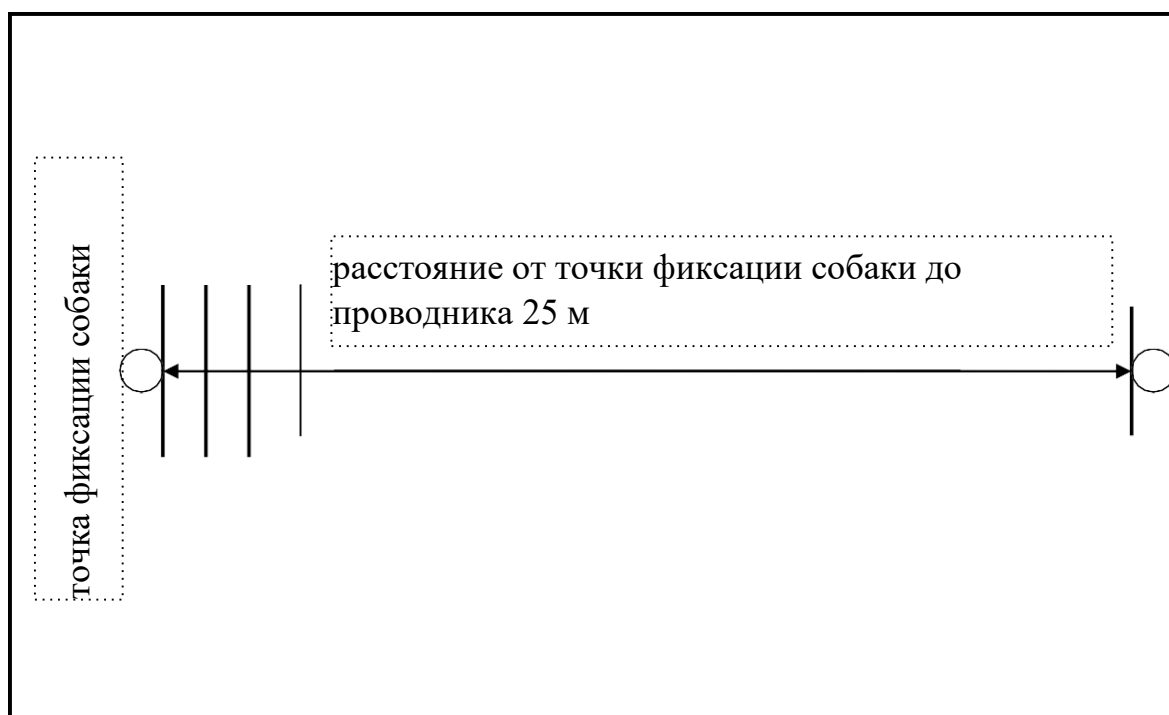 точка фиксации собаки
расстояние от точки фиксации собаки до
проводника 25 м